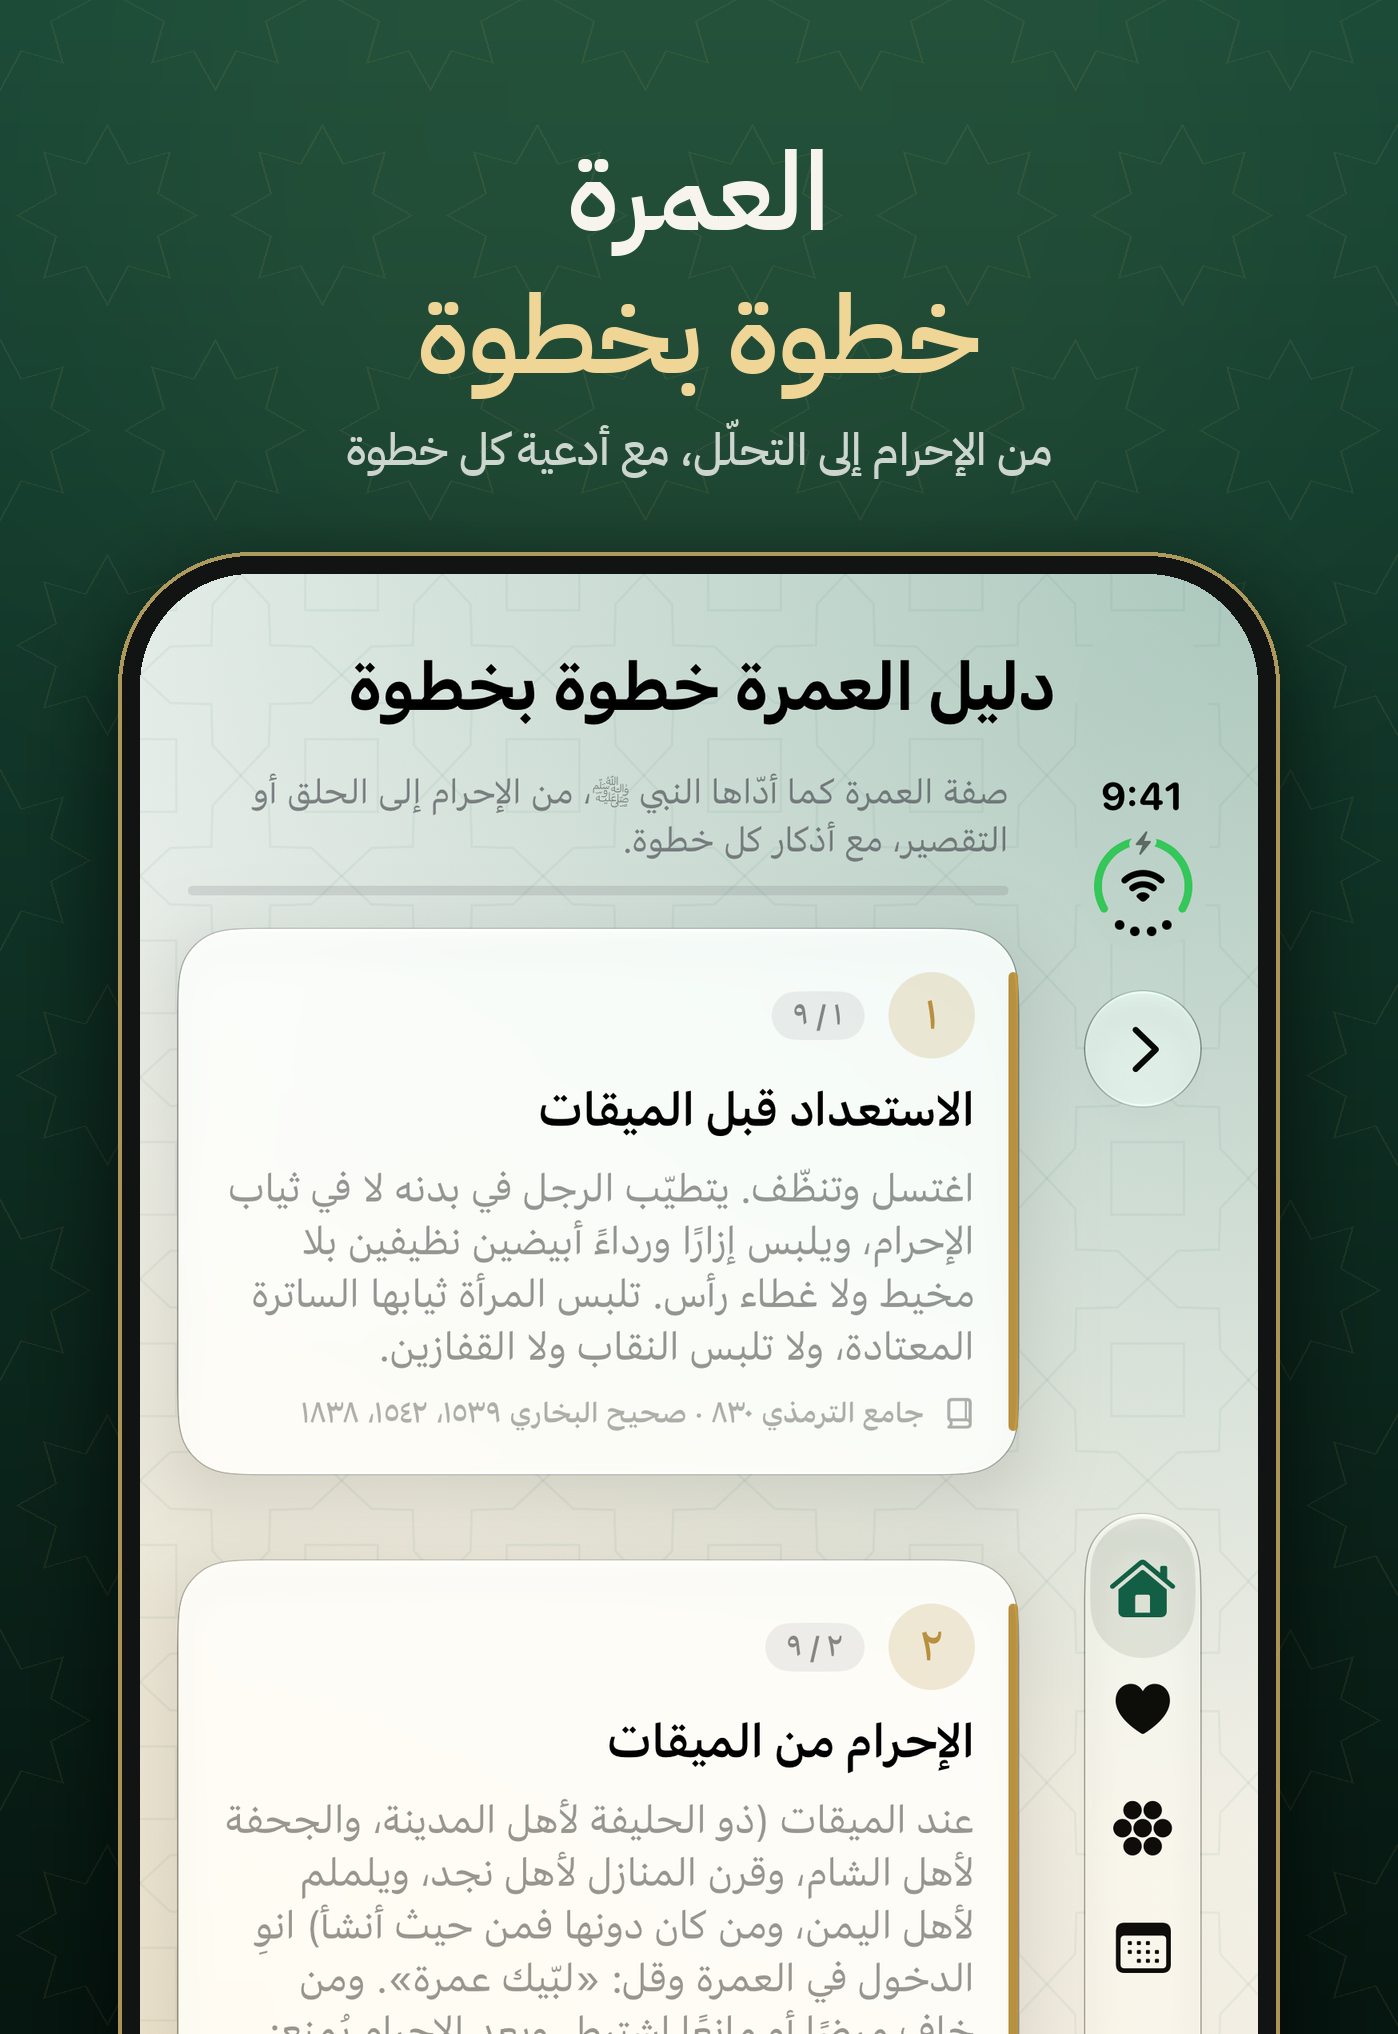 العمرة
خطوة بخطوة
من الإحرام إلى التحلّل، مع أدعية كل خطوة
دليل العمرة خطوة بخطوة
9:41
صفة العمرة كما أدّاها النبي ﷺ، من الإحرام إلى الحلق أو
التقصير، مع أذكار كل خطوة.
١
٩ / ١
الاستعداد قبل الميقات
اغتسل وتنظّف. يتطيّب الرجل في بدنه لا في ثياب
الإحرام، ويلبس إزارًا ورداءً أبيضين نظيفين بلا
مخيط ولا غطاء رأس. تلبس المرأة ثيابها الساترة
المعتادة، ولا تلبس النقاب ولا القفازين.
جامع الترمذي ٨٣٠ · صحيح البخاري ١٥٣٩، ١٥٤٢، ١٨٣٨
٢
٩ / ٢
الإحرام من الميقات
عند الميقات (ذو الحليفة لأهل المدينة، والجحفة
لأهل الشام، وقرن المنازل لأهل نجد، ويلملم
لأهل اليمن، ومن كان دونها فمن حيث أنشأ) انوِ
الدخول في العمرة وقل: «لبّيك عمرة». ومن